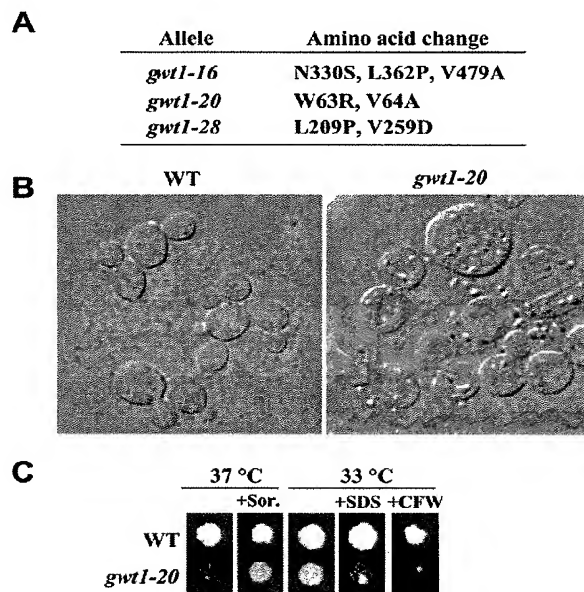 A
Allele Amino acid change
gwt1-16 N330S, L362P, V479A
gwt1-20 W63R, V64A
gwt1-28 L209P, V259D
B
WT gwt1-20
C
37 °C 33 °C
+Sor. +SDS +CFW
WT
gwt1-20